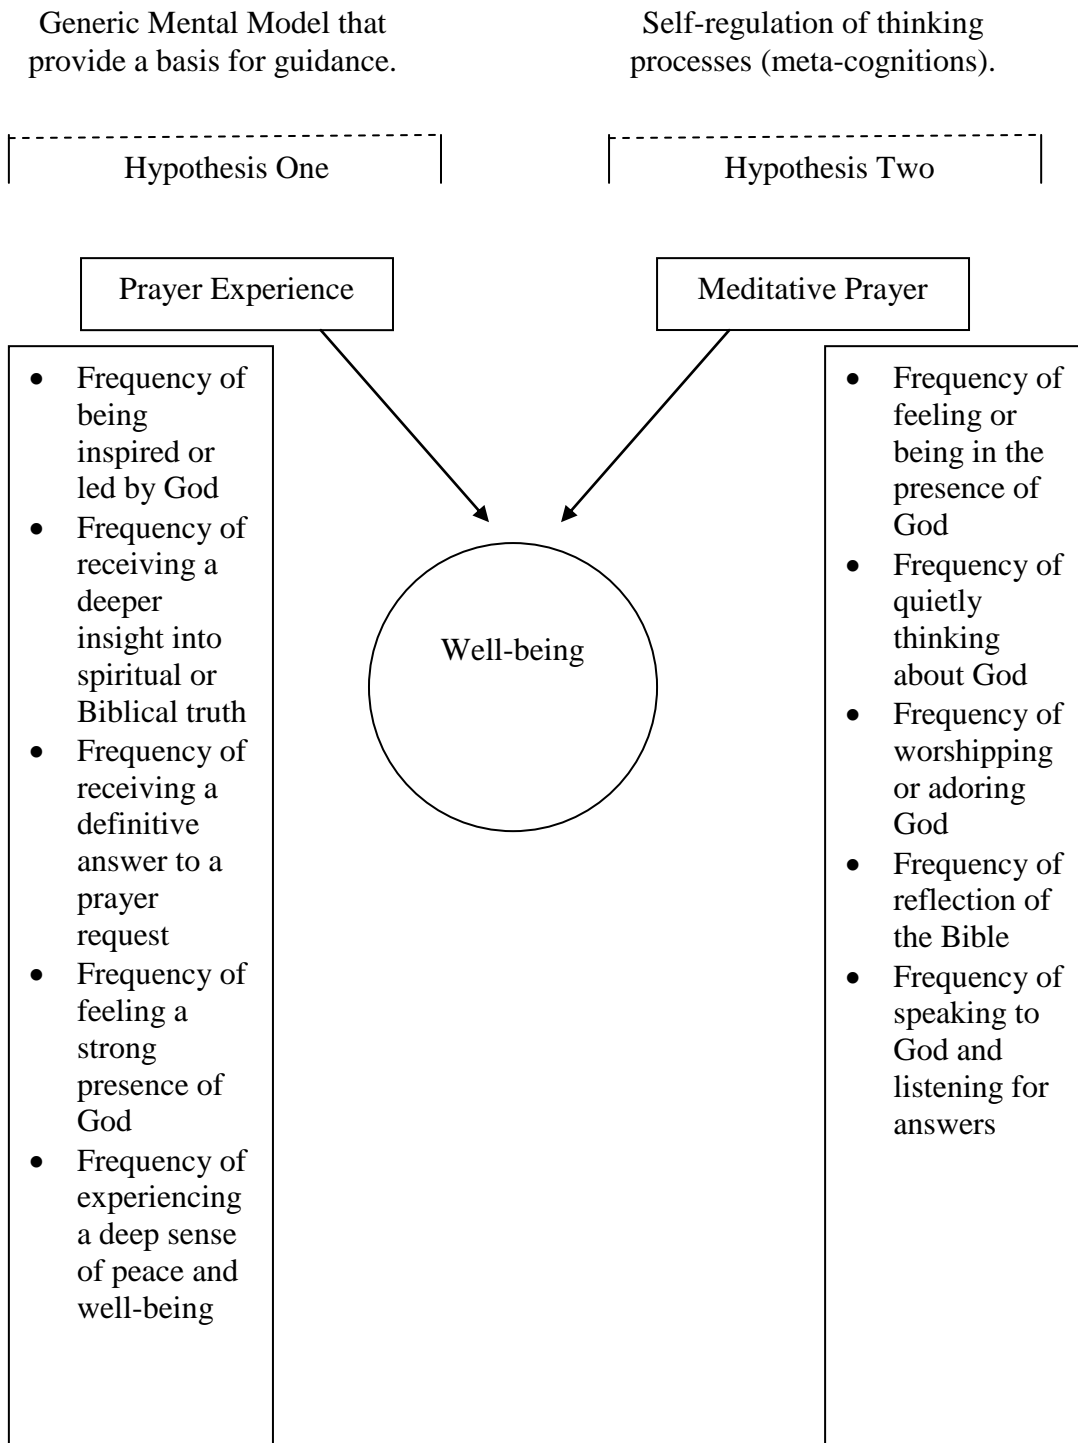 Generic Mental Model that
provide a basis for guidance.
Self-regulation of thinking
processes (meta-cognitions).
Hypothesis One
Hypothesis Two
Prayer Experience
Meditative Prayer
• Frequency of
being
inspired or
led by God
• Frequency of
receiving a
deeper
insight into
spiritual or
Biblical truth
• Frequency of
receiving a
definitive
answer to a
prayer
request
• Frequency of
feeling a
strong
presence of
God
• Frequency of
experiencing
a deep sense
of peace and
well-being
Well-being
• Frequency of
feeling or
being in the
presence of
God
• Frequency of
quietly
thinking
about God
• Frequency of
worshipping
or adoring
God
• Frequency of
reflection of
the Bible
• Frequency of
speaking to
God and
listening for
answers